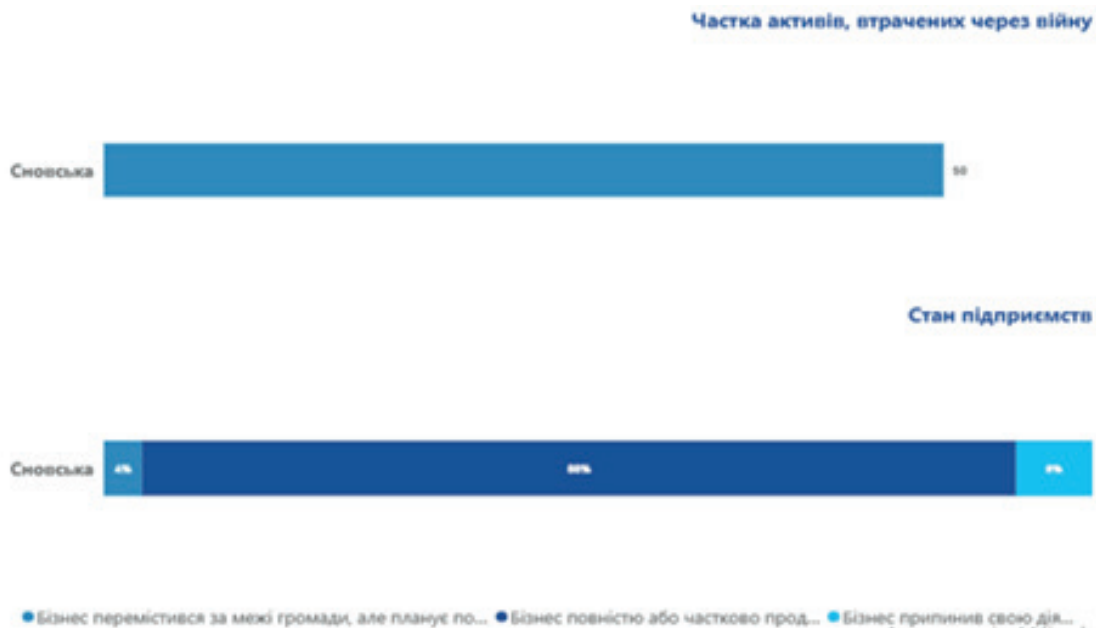 Частка активів, втрачених через війну
Сновська
50
Стан підприємств
Сновська 4% 88% 8%
Бізнес перемістився за межі громади, але планує по... Бізнес повністю або частково прод... Бізнес припинив свою дія...